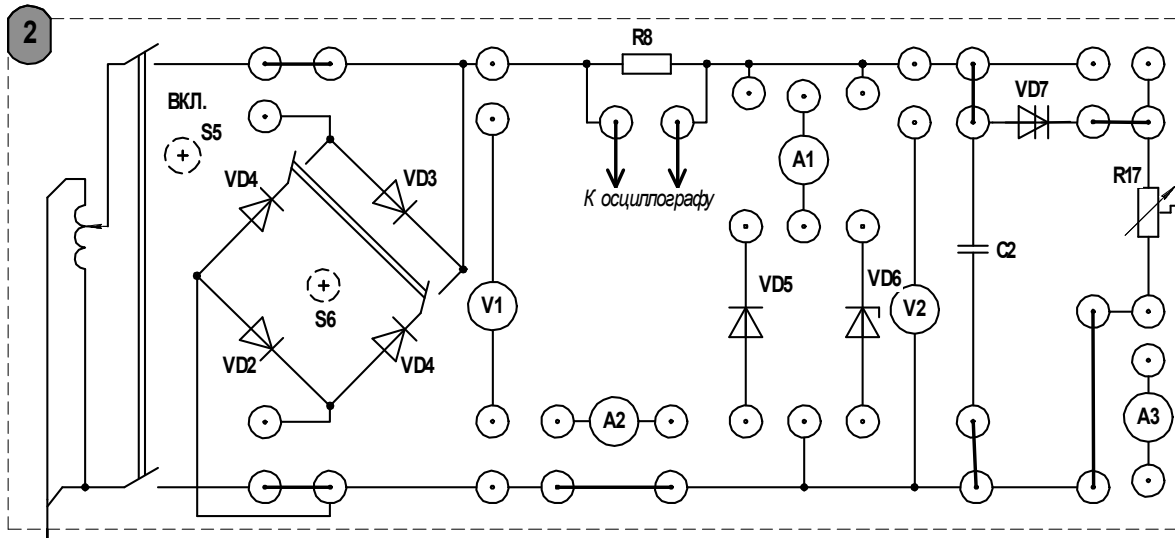 2
R8
ВКЛ.
S5
VD7
A1
VD4
VD3
R17
К осциллографу
C2
VD5
VD6
S6
V1
V2
VD2
VD4
A2
A3